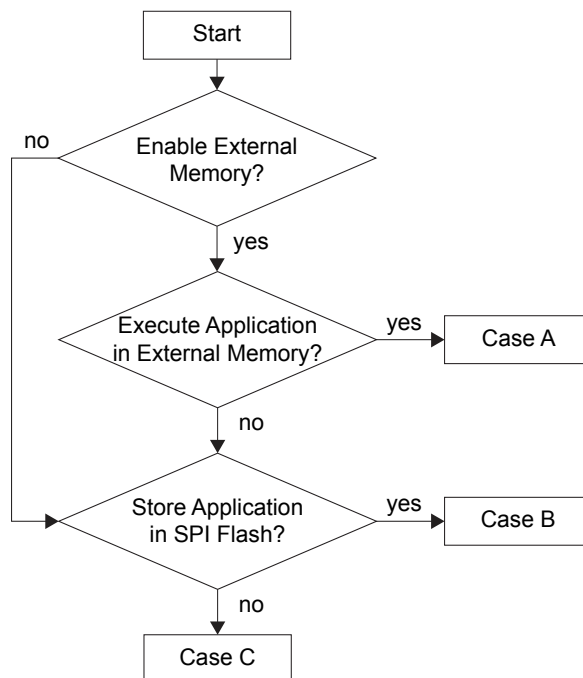 Start
no
Enable External
Memory?
yes
Execute Application
in External Memory?
yes
Case A
no
Store Application
in SPI Flash?
yes
Case B
no
Case C